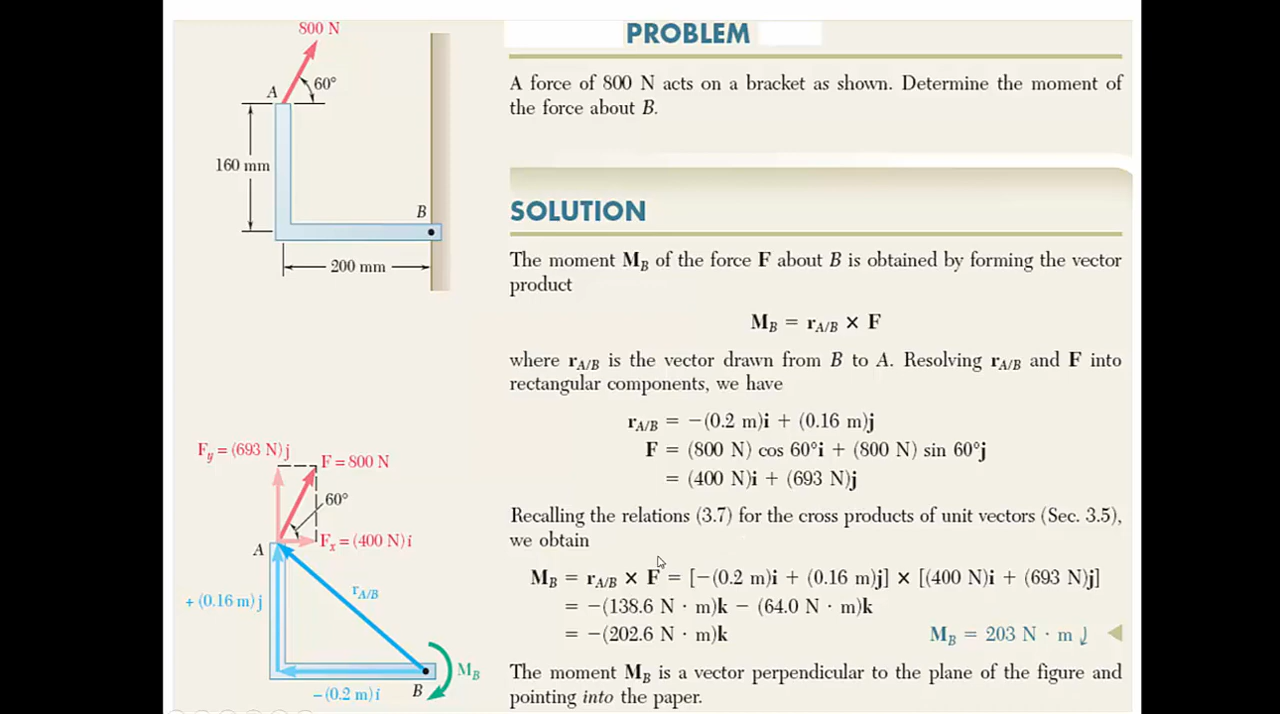 800 N
60°
A
160 mm
B
200 mm
PROBLEM
A force of 800 N acts on a bracket as shown. Determine the moment of
the force about B.
SOLUTION
The moment M_B of the force F about B is obtained by forming the vector
product
M_B = r_A/B × F
where r_A/B is the vector drawn from B to A. Resolving r_A/B and F into
rectangular components, we have
r_A/B = −(0.2 m)i + (0.16 m)j
F = (800 N) cos 60°i + (800 N) sin 60°j
= (400 N)i + (693 N)j
Recalling the relations (3.7) for the cross products of unit vectors (Sec. 3.5),
we obtain
M_B = r_A/B × F = [−(0.2 m)i + (0.16 m)j] × [(400 N)i + (693 N)j]
= −(138.6 N · m)k − (64.0 N · m)k
= −(202.6 N · m)k
M_B = 203 N · m ↲
The moment M_B is a vector perpendicular to the plane of the figure and
pointing into the paper.
F_y = (693 N)j
F = 800 N
60°
A
F_x = (400 N)i
+ (0.16 m)j
r_A/B
M_B
− (0.2 m)i
B